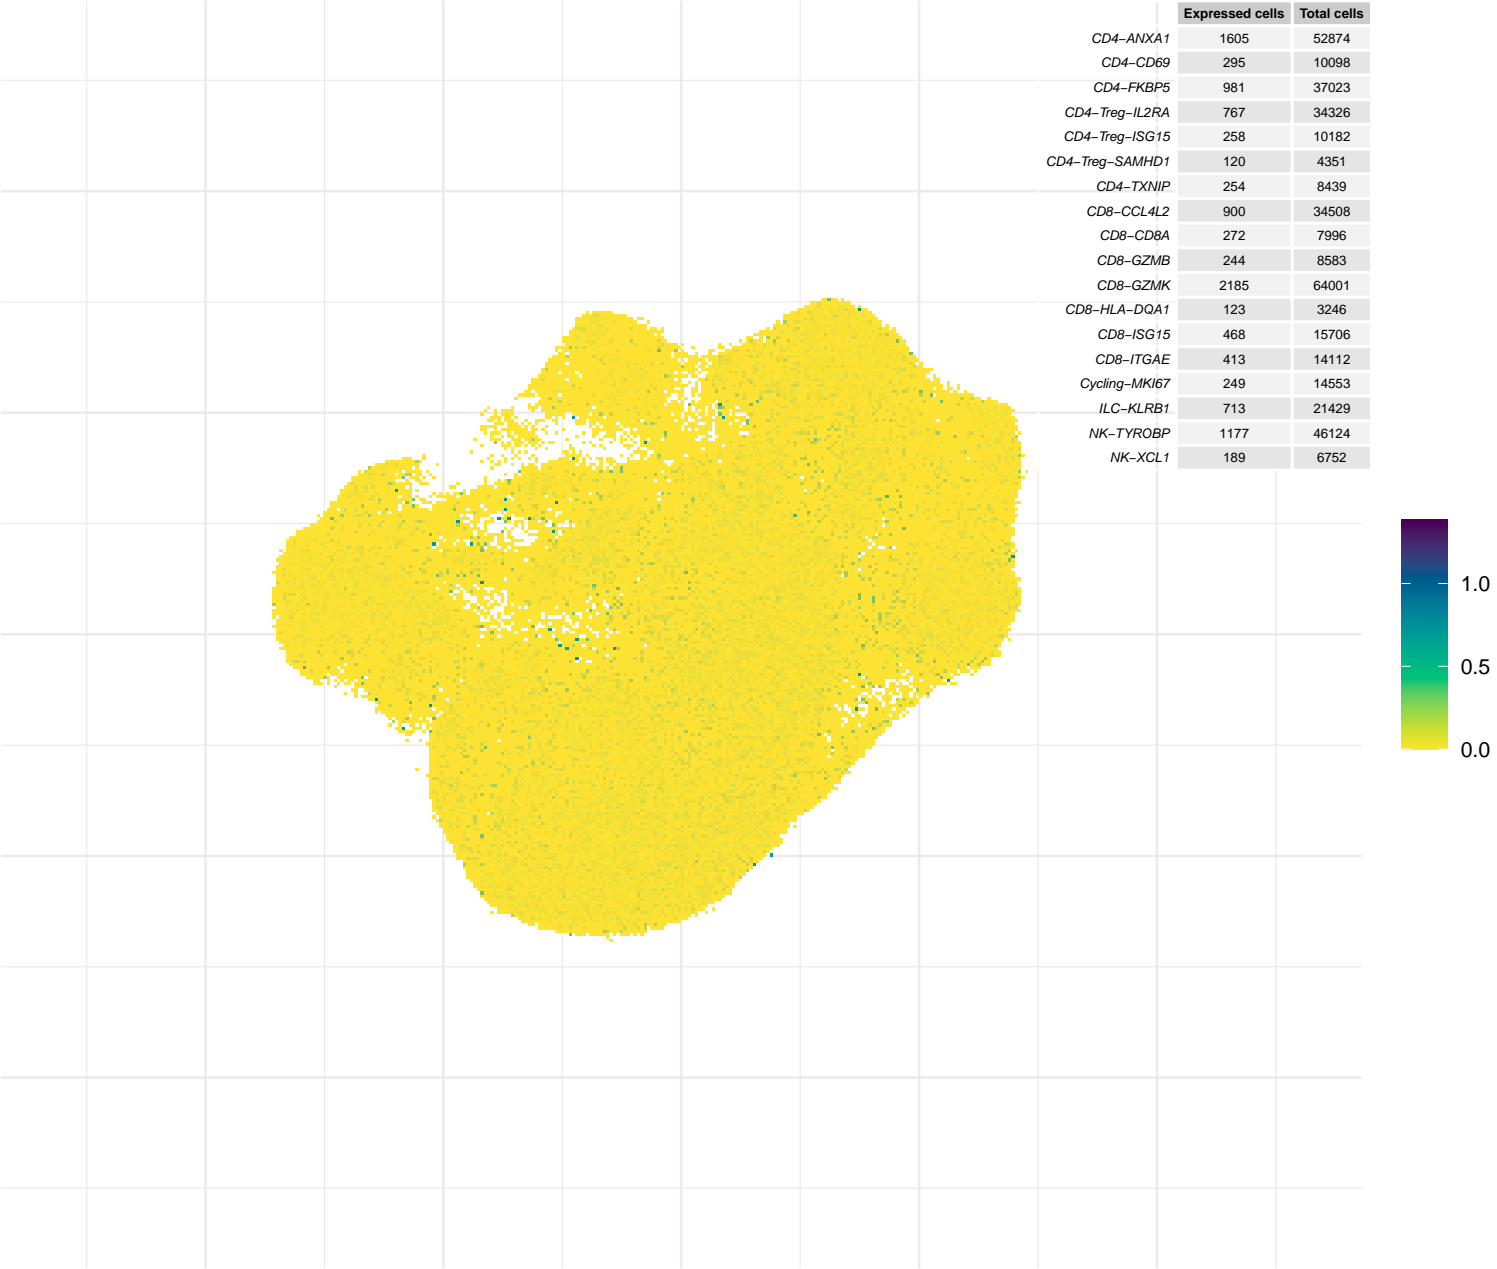 Expressed cells Total cells
CD4−ANXA1 1605 52874
CD4−CD69 295 10098
CD4−FKBP5 981 37023
CD4−Treg−IL2RA 767 34326
CD4−Treg−ISG15 258 10182
CD4−Treg−SAMHD1 120 4351
CD4−TXNIP 254 8439
CD8−CCL4L2 900 34508
CD8−CD8A 272 7996
CD8−GZMB 244 8583
CD8−GZMK 2185 64001
CD8−HLA−DQA1 123 3246
CD8−ISG15 468 15706
CD8−ITGAE 413 14112
Cycling−MKI67 249 14553
ILC−KLRB1 713 21429
NK−TYROBP 1177 46124
NK−XCL1 189 6752
1.0
0.5
0.0